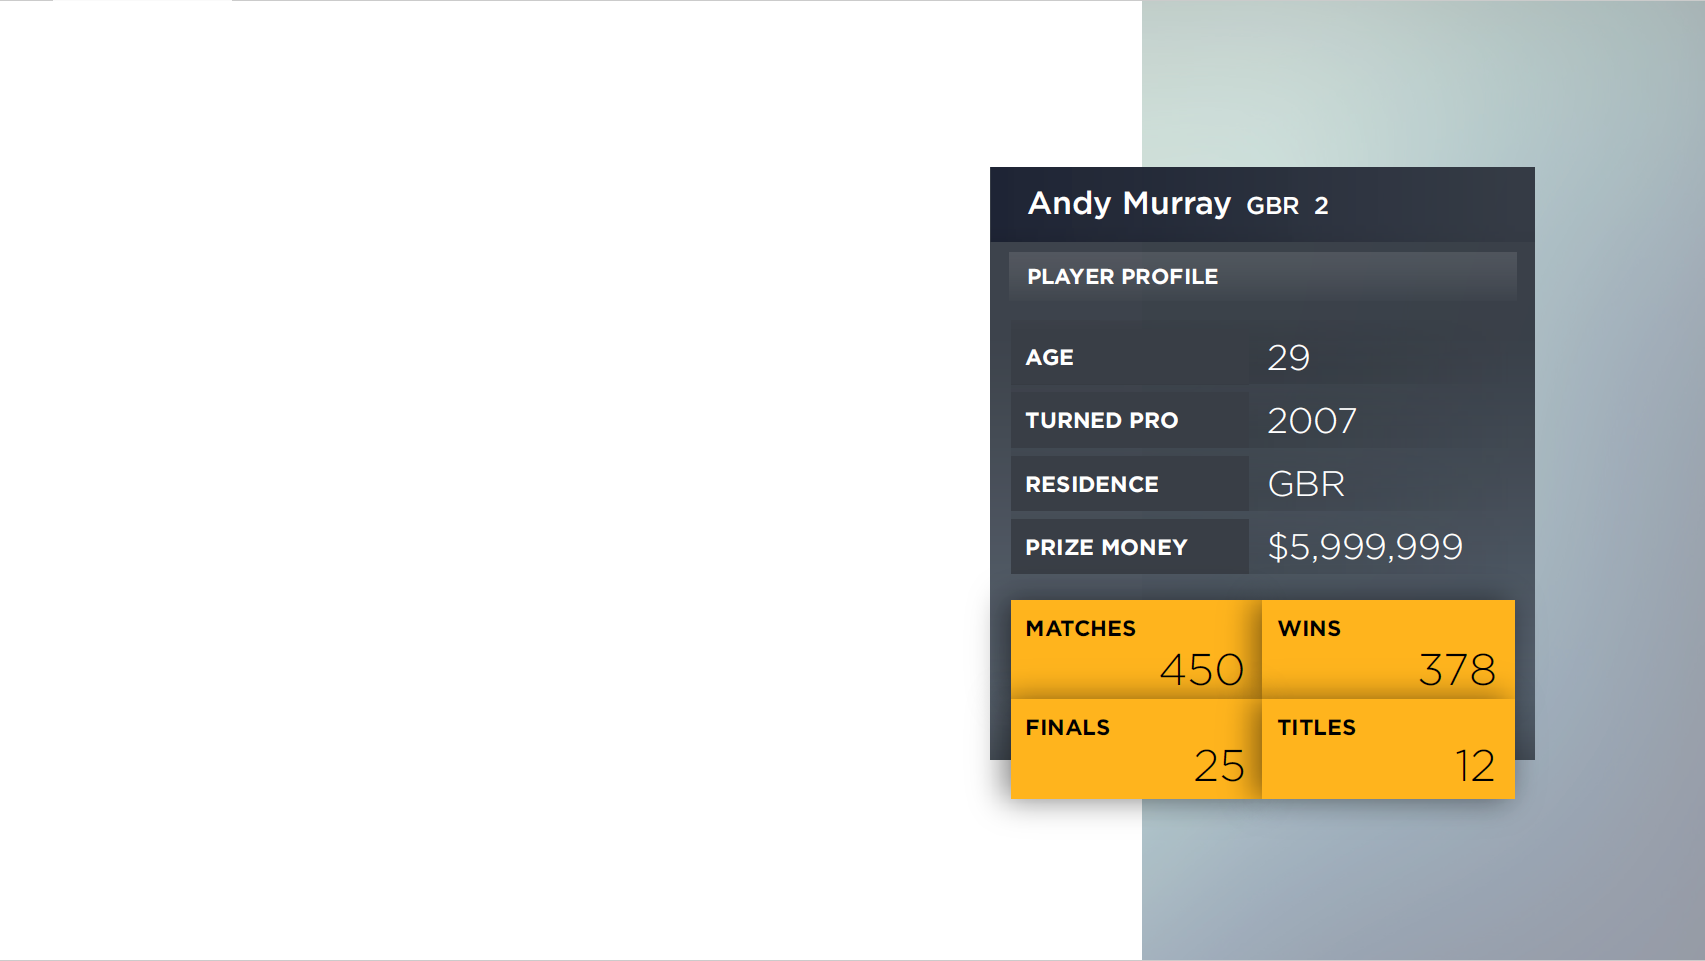 Andy Murray GBR 2
PLAYER PROFILE
AGE 29
TURNED PRO 2007
RESIDENCE GBR
PRIZE MONEY $5,999,999
MATCHES WINS
450 378
FINALS TITLES
25 12